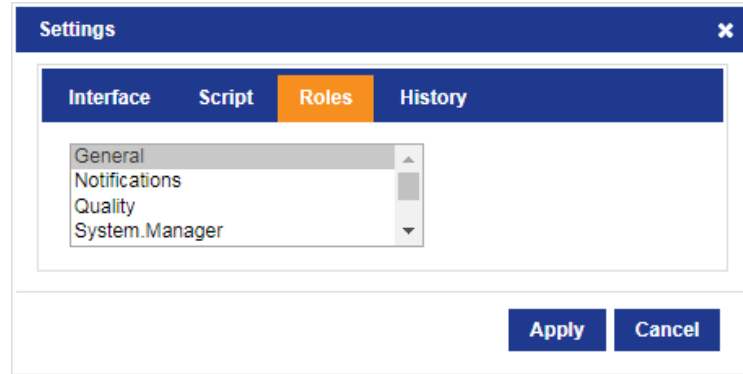 Settings
Interface Script Roles History
General
Notifications
Quality
System.Manager
Apply Cancel